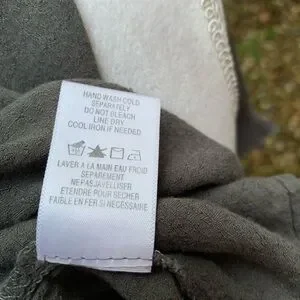 HAND WASH COLD
SEPARATELY
DO NOT BLEACH
LINE DRY
COOL IRON IF NEEDED
LAVER A LA MAIN EAU FROID
SEPAREMENT
NE PAS JAVELLISER
ETENDRE POUR SECHER
FAIBLE EN FER SI NECESSAIRE